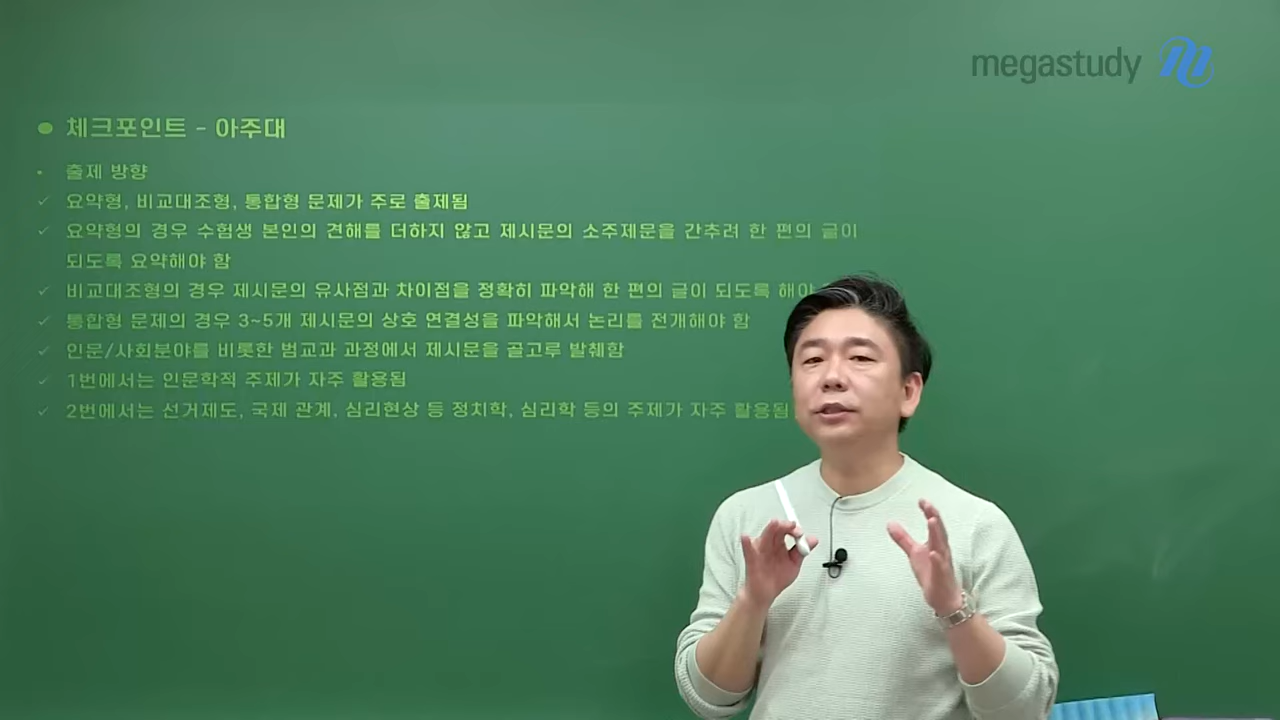 megastudy
체크포인트 - 아주대
출제 방향
요약형, 비교대조형, 통합형 문제가 주로 출제됨
요약형의 경우 수험생 본인의 견해를 더하지 않고 제시문의 소주제문을 간추려 한 편의 글이
되도록 요약해야 함
비교대조형의 경우 제시문의 유사점과 차이점을 정확히 파악해 한 편의 글이 되도록 해야
통합형 문제의 경우 3~5개 제시문의 상호 연결성을 파악해서 논리를 전개해야 함
인문/사회분야를 비롯한 범교과 과정에서 제시문을 골고루 발췌함
1번에서는 인문학적 주제가 자주 활용됨
2번에서는 선거제도, 국제 관계, 심리현상 등 정치학, 심리학 등의 주제가 자주 활용됨